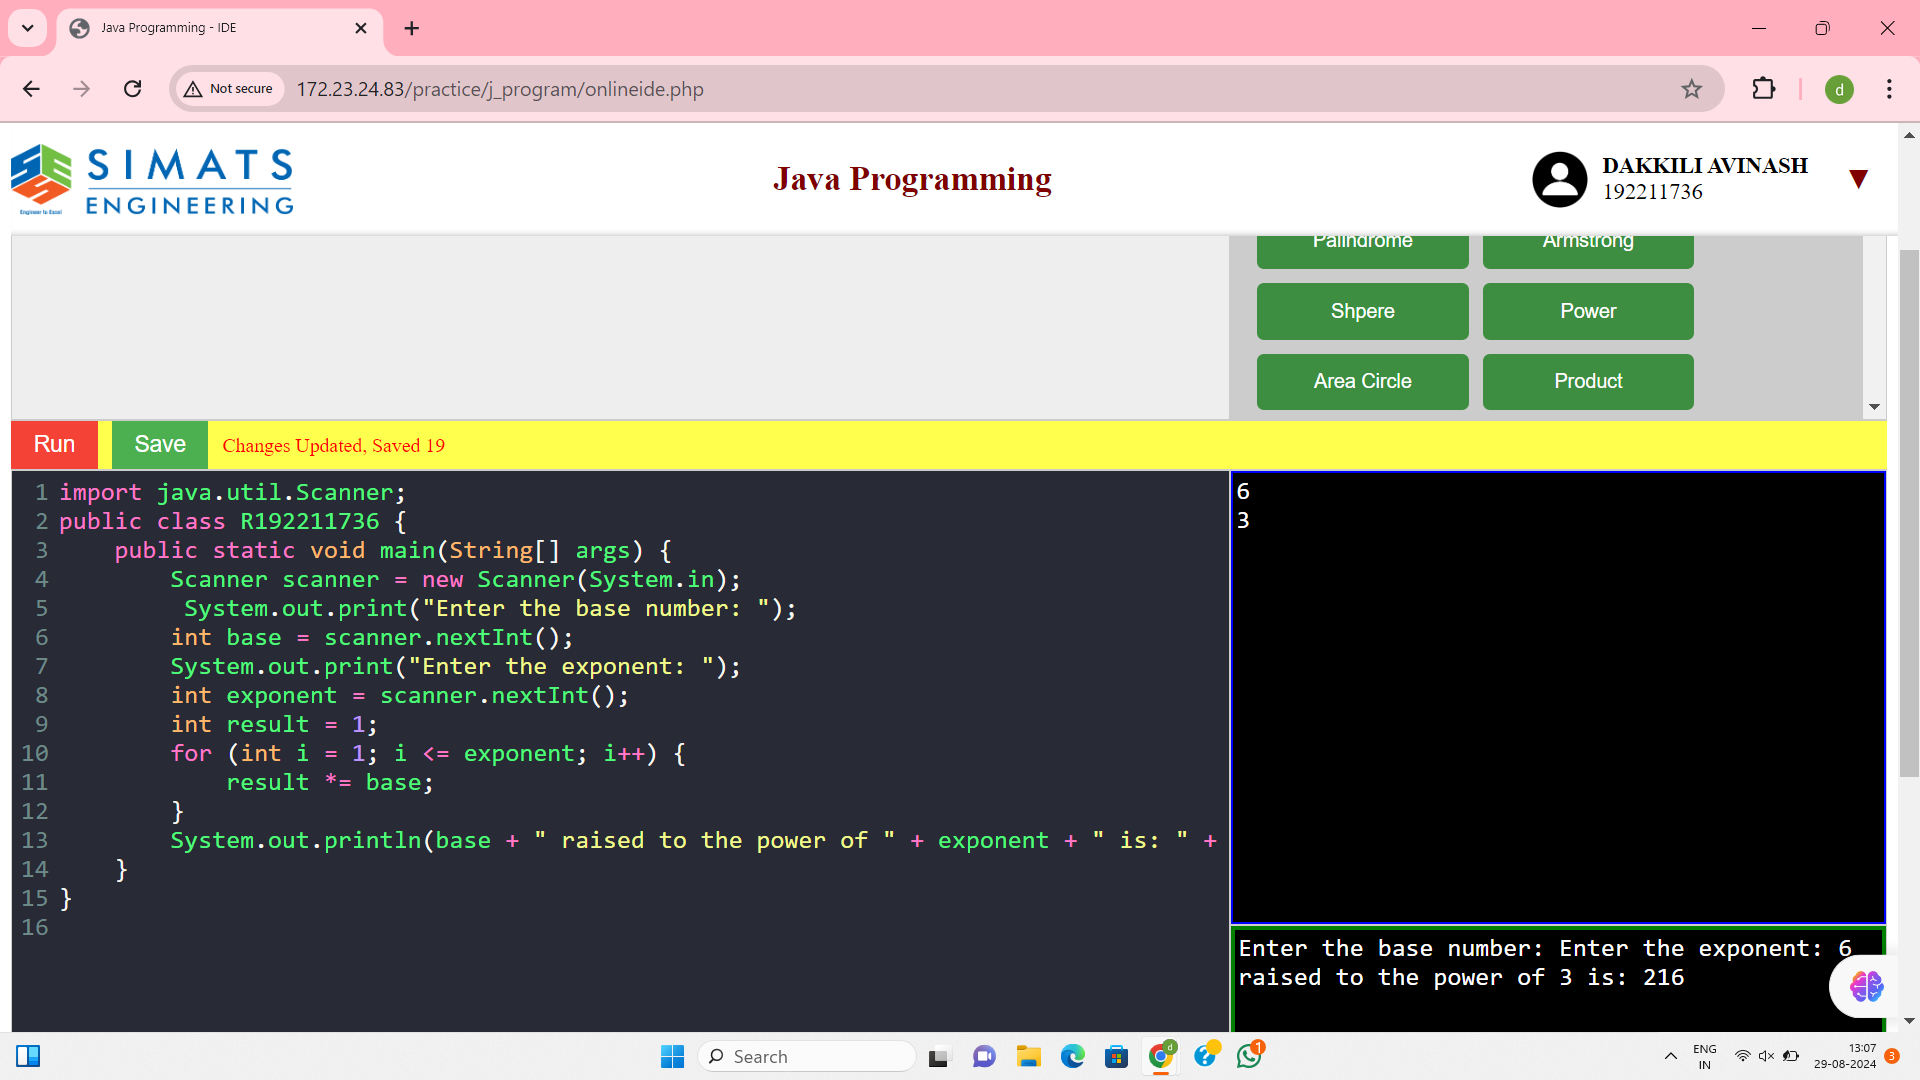 Java Programming - IDE
Not secure
172.23.24.83/practice/j_program/onlineide.php
d
SIMATS
ENGINEERING
Engineer to Excel
Java Programming
DAKKILI AVINASH
192211736
Palindrome
Armstrong
Shpere
Power
Area Circle
Product
Run
Save
Changes Updated, Saved 19
1 import java.util.Scanner;
2 public class R192211736 {
3     public static void main(String[] args) {
4         Scanner scanner = new Scanner(System.in);
5          System.out.print("Enter the base number: ");
6         int base = scanner.nextInt();
7         System.out.print("Enter the exponent: ");
8         int exponent = scanner.nextInt();
9         int result = 1;
10         for (int i = 1; i <= exponent; i++) {
11             result *= base;
12         }
13         System.out.println(base + " raised to the power of " + exponent + " is: " +
14     }
15 }
16
6
3
Enter the base number: Enter the exponent: 6
raised to the power of 3 is: 216
Search
d
1
ENG
IN
13:07
29-08-2024
3